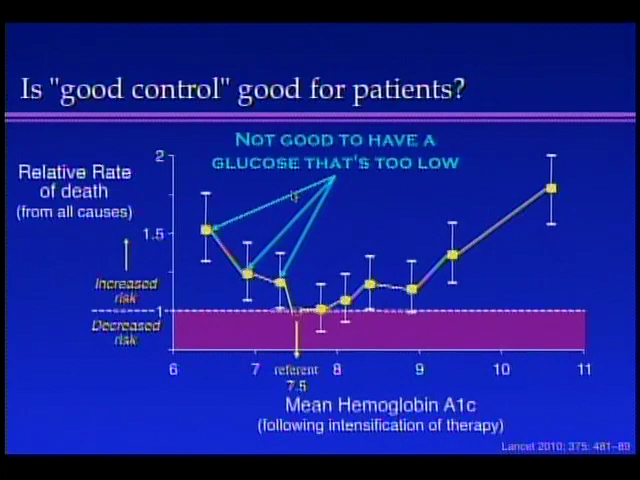 Is "good control" good for patients?
NOT GOOD TO HAVE A
GLUCOSE THAT'S TOO LOW
Relative Rate
of death
(from all causes)
2
1.5
1
Increased
risk
Decreased
risk
6
7
8
9
10
11
referent
7.5
Mean Hemoglobin A1c
(following intensification of therapy)
Lancet 2010; 375: 481–89